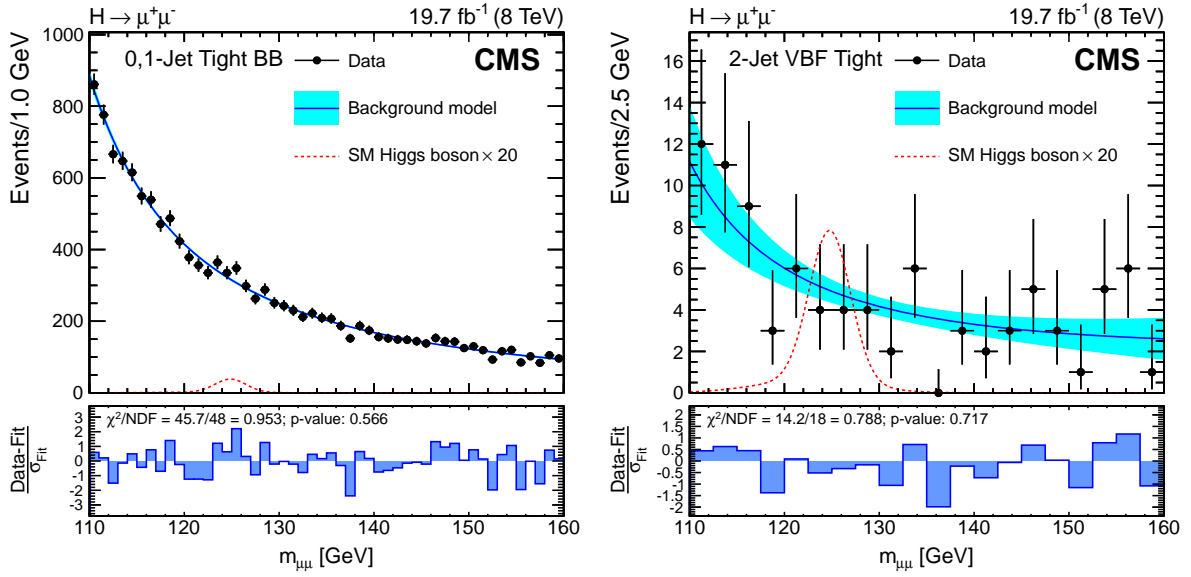 H → μ⁺μ⁻ 19.7 fb⁻¹ (8 TeV)
0,1-Jet Tight BB
Data
CMS
Background model
SM Higgs boson × 20
Events/1.0 GeV
1000
800
600
400
200
0
χ²/NDF = 45.7/48 = 0.953; p-value: 0.566
Data-Fit
σFit
3
2
1
0
-1
-2
-3
110 120 130 140 150 160
mμμ [GeV]
H → μ⁺μ⁻ 19.7 fb⁻¹ (8 TeV)
2-Jet VBF Tight
Data
CMS
Background model
SM Higgs boson × 20
Events/2.5 GeV
16
14
12
10
8
6
4
2
0
χ²/NDF = 14.2/18 = 0.788; p-value: 0.717
Data-Fit
σFit
2
1.5
1
0.5
0.0
-0.5
-1
-1.5
-2
110 120 130 140 150 160
mμμ [GeV]